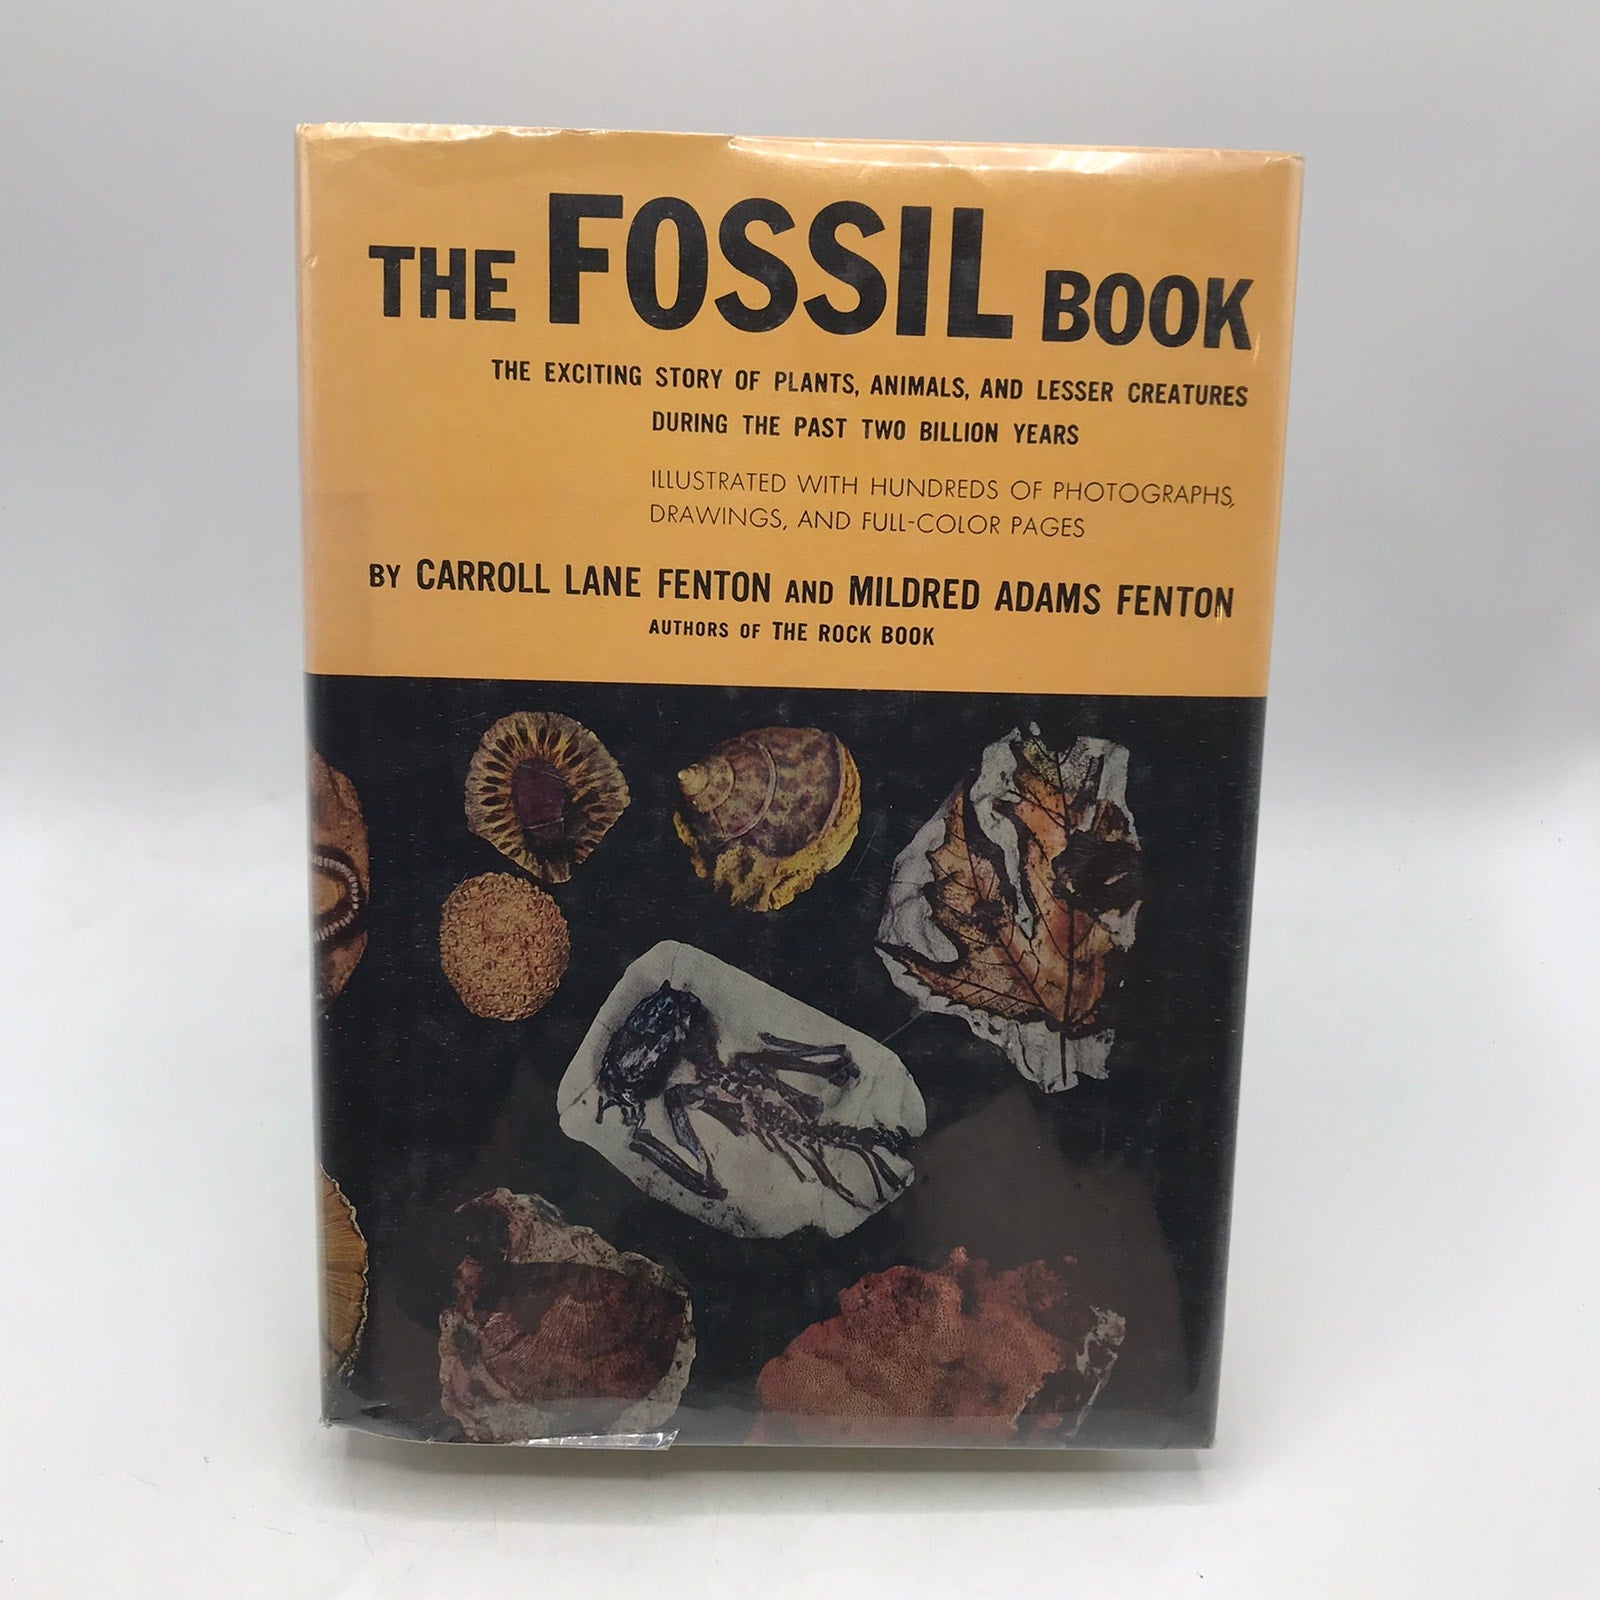 THE FOSSIL BOOK
THE EXCITING STORY OF PLANTS, ANIMALS, AND LESSER CREATURES
DURING THE PAST TWO BILLION YEARS
ILLUSTRATED WITH HUNDREDS OF PHOTOGRAPHS,
DRAWINGS, AND FULL-COLOR PAGES
BY CARROLL LANE FENTON AND MILDRED ADAMS FENTON
AUTHORS OF THE ROCK BOOK